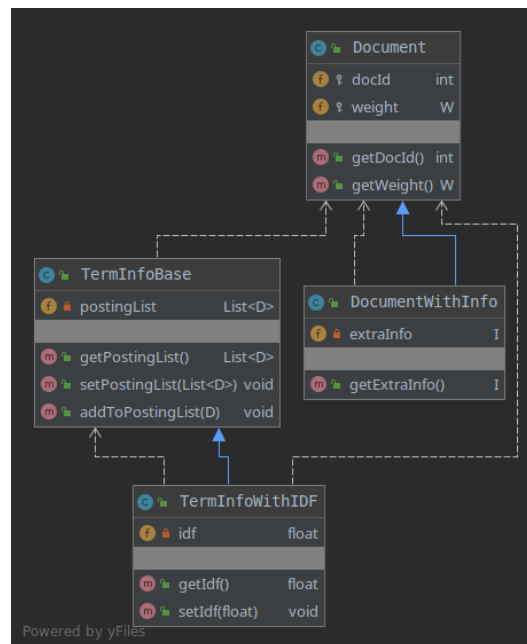 Document
docId int
weight W
getDocId() int
getWeight() W
TermInfoBase
postingList List<D>
getPostingList() List<D>
setPostingList(List<D>) void
addToPostingList(D) void
DocumentWithInfo
extraInfo I
getExtraInfo() I
TermInfoWithIDF
idf float
getIdf() float
setIdf(float) void
Powered by yFiles